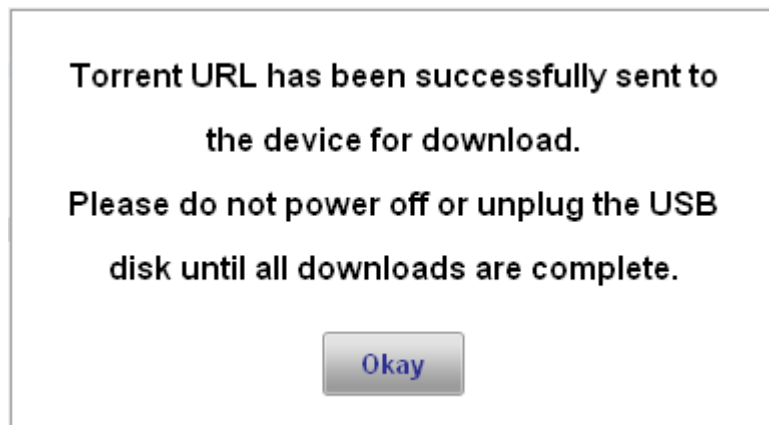 Torrent URL has been successfully sent to
the device for download.
Please do not power off or unplug the USB
disk until all downloads are complete.
Okay